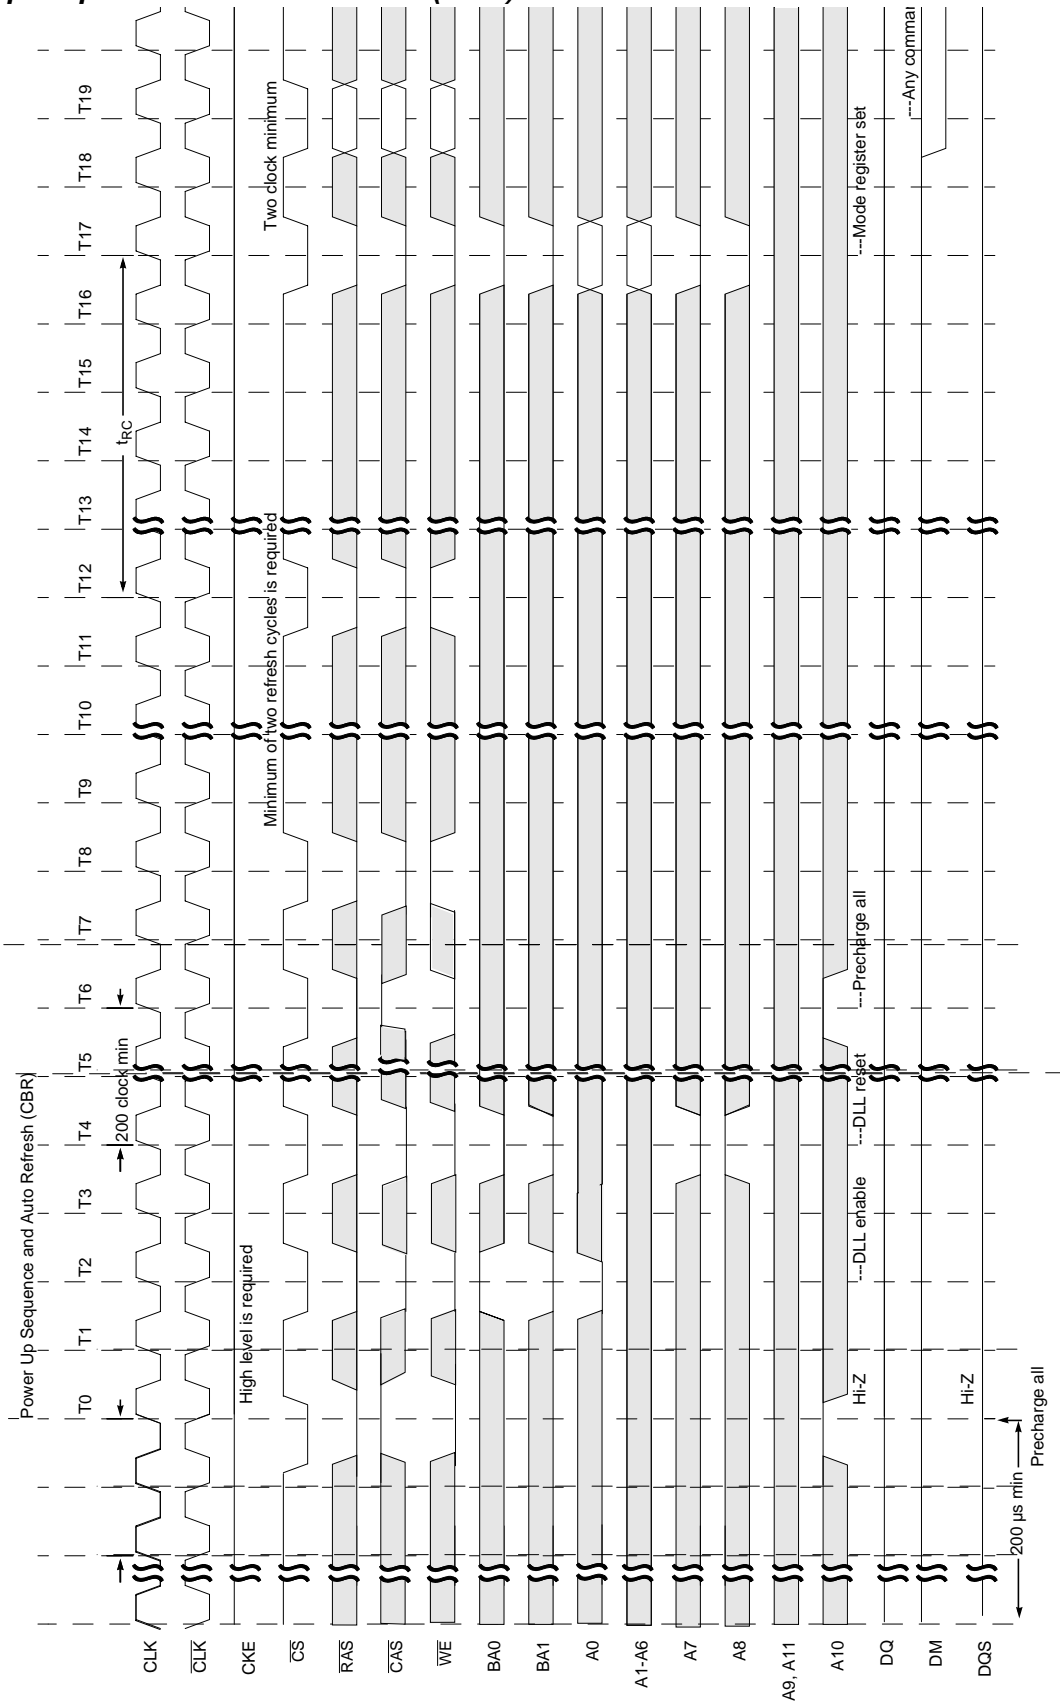 Power Up Sequence and Auto Refresh (CBR)
T0 T1 T2 T3 T4 T5 T6 T7 T8 T9 T10 T11 T12 T13 T14 T15 T16 T17 T18 T19
200 clock min
tRC
CLK
CLK
CKE
High level is required
CS
Minimum of two refresh cycles is required
Two clock minimum
RAS
CAS
WE
BA0
BA1
A0
A1-A6
A7
A8
A9, A11
A10
Hi-Z
---DLL enable
---DLL reset
---Precharge all
---Mode register set
DQ
---Any
DM
Hi-Z
DQS
200 µs min
Precharge all